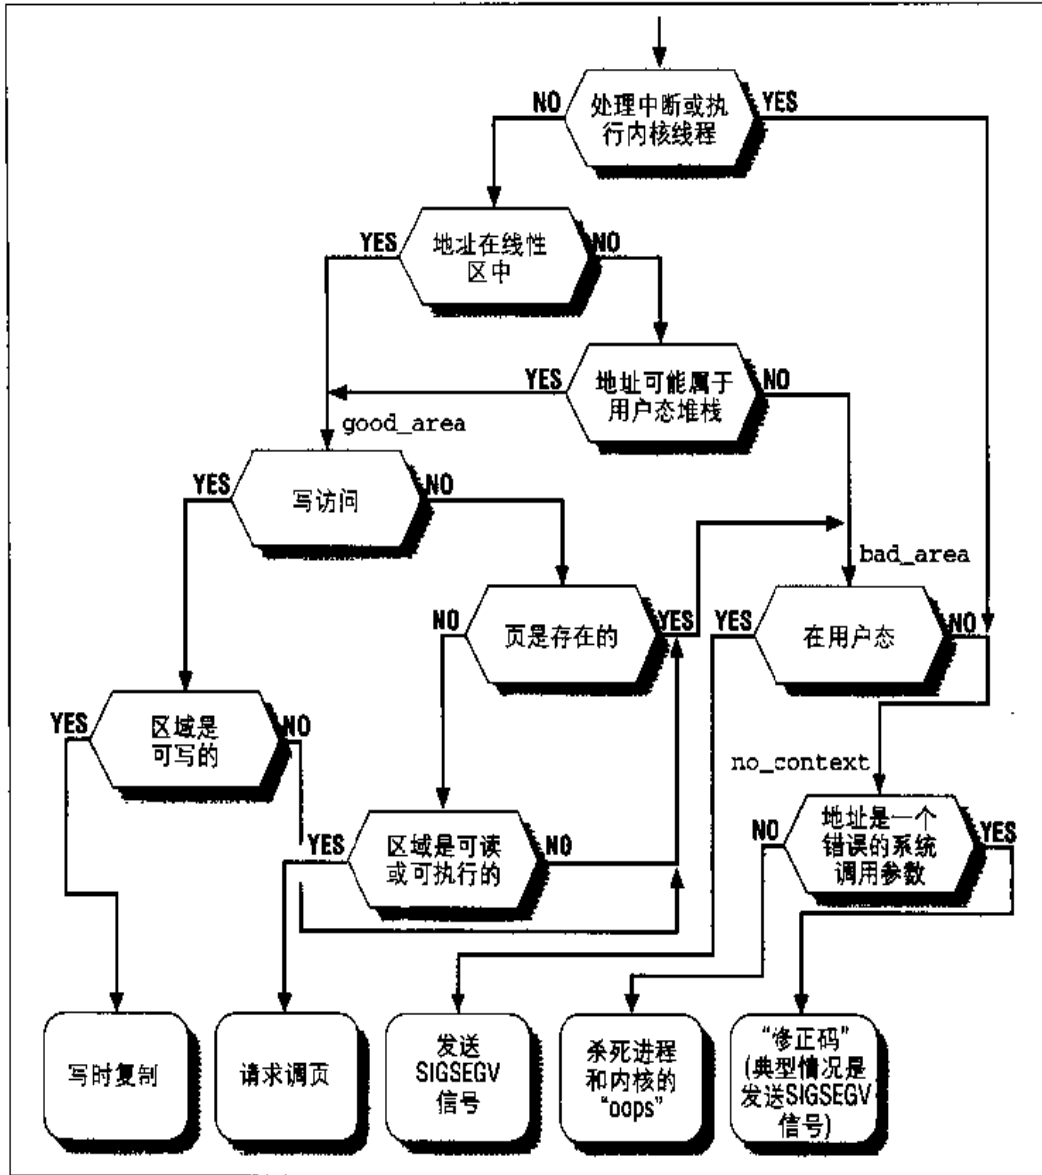 处理中断或执
行内核线程
NO
YES
地址在线性
区中
YES
NO
地址可能属于
用户态堆栈
YES
NO
good_area
写访问
YES
NO
bad_area
页是存在的
NO
YES
在用户态
YES
NO
区域是
可写的
YES
NO
no_context
区域是可读
或可执行的
YES
NO
地址是一个
错误的系统
调用参数
NO
YES
写时复制
请求调页
发送
SIGSEGV
信号
杀死进程
和内核的
“oops”
“修正码”
(典型情况是
发送SIGSEGV
信号)